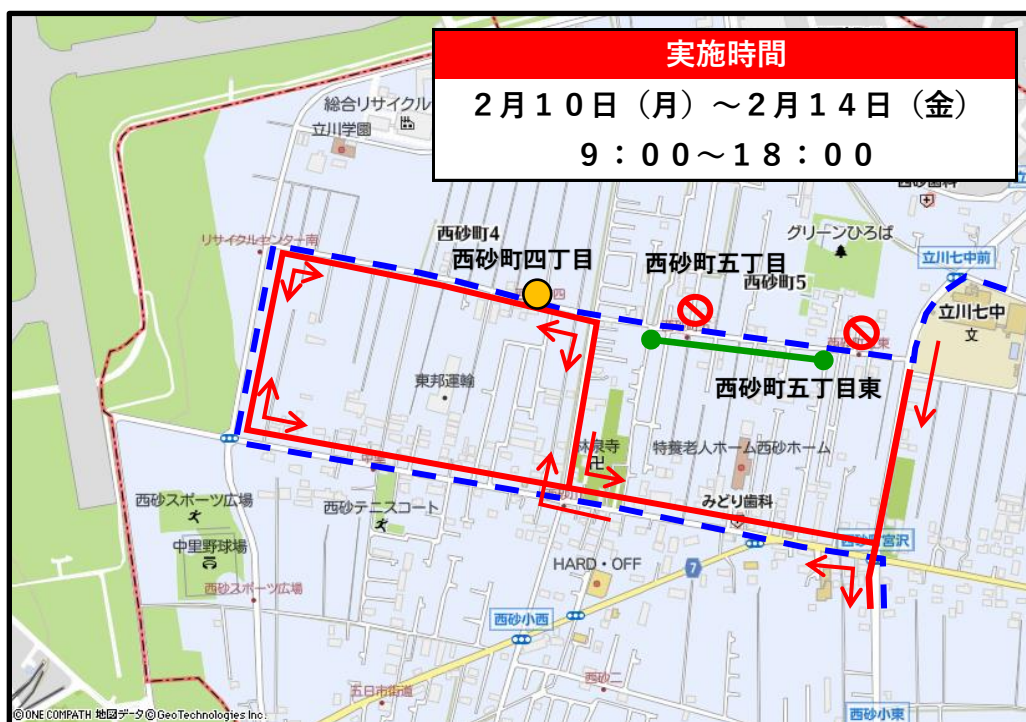 実施時間
２月１０日（月）～２月１４日（金）
９：００～１８：００
総合リサイクル
立川学園
リサイクルセンター南
西砂町4
西砂町四丁目
西砂町五丁目
西砂町5
グリーンひろば
立川七中前
立川七中
文
東邦運輸
西砂町五丁目東
林泉寺
特養老人ホーム西砂ホーム
みどり歯科
西砂スポーツ広場
西砂テニスコート
中里野球場
HARD・OFF
7
西砂スポーツ広場
西砂小西
五日市街道
西砂二
西砂小東
©ONE COMPATH 地図データ©GeoTechnologies Inc.